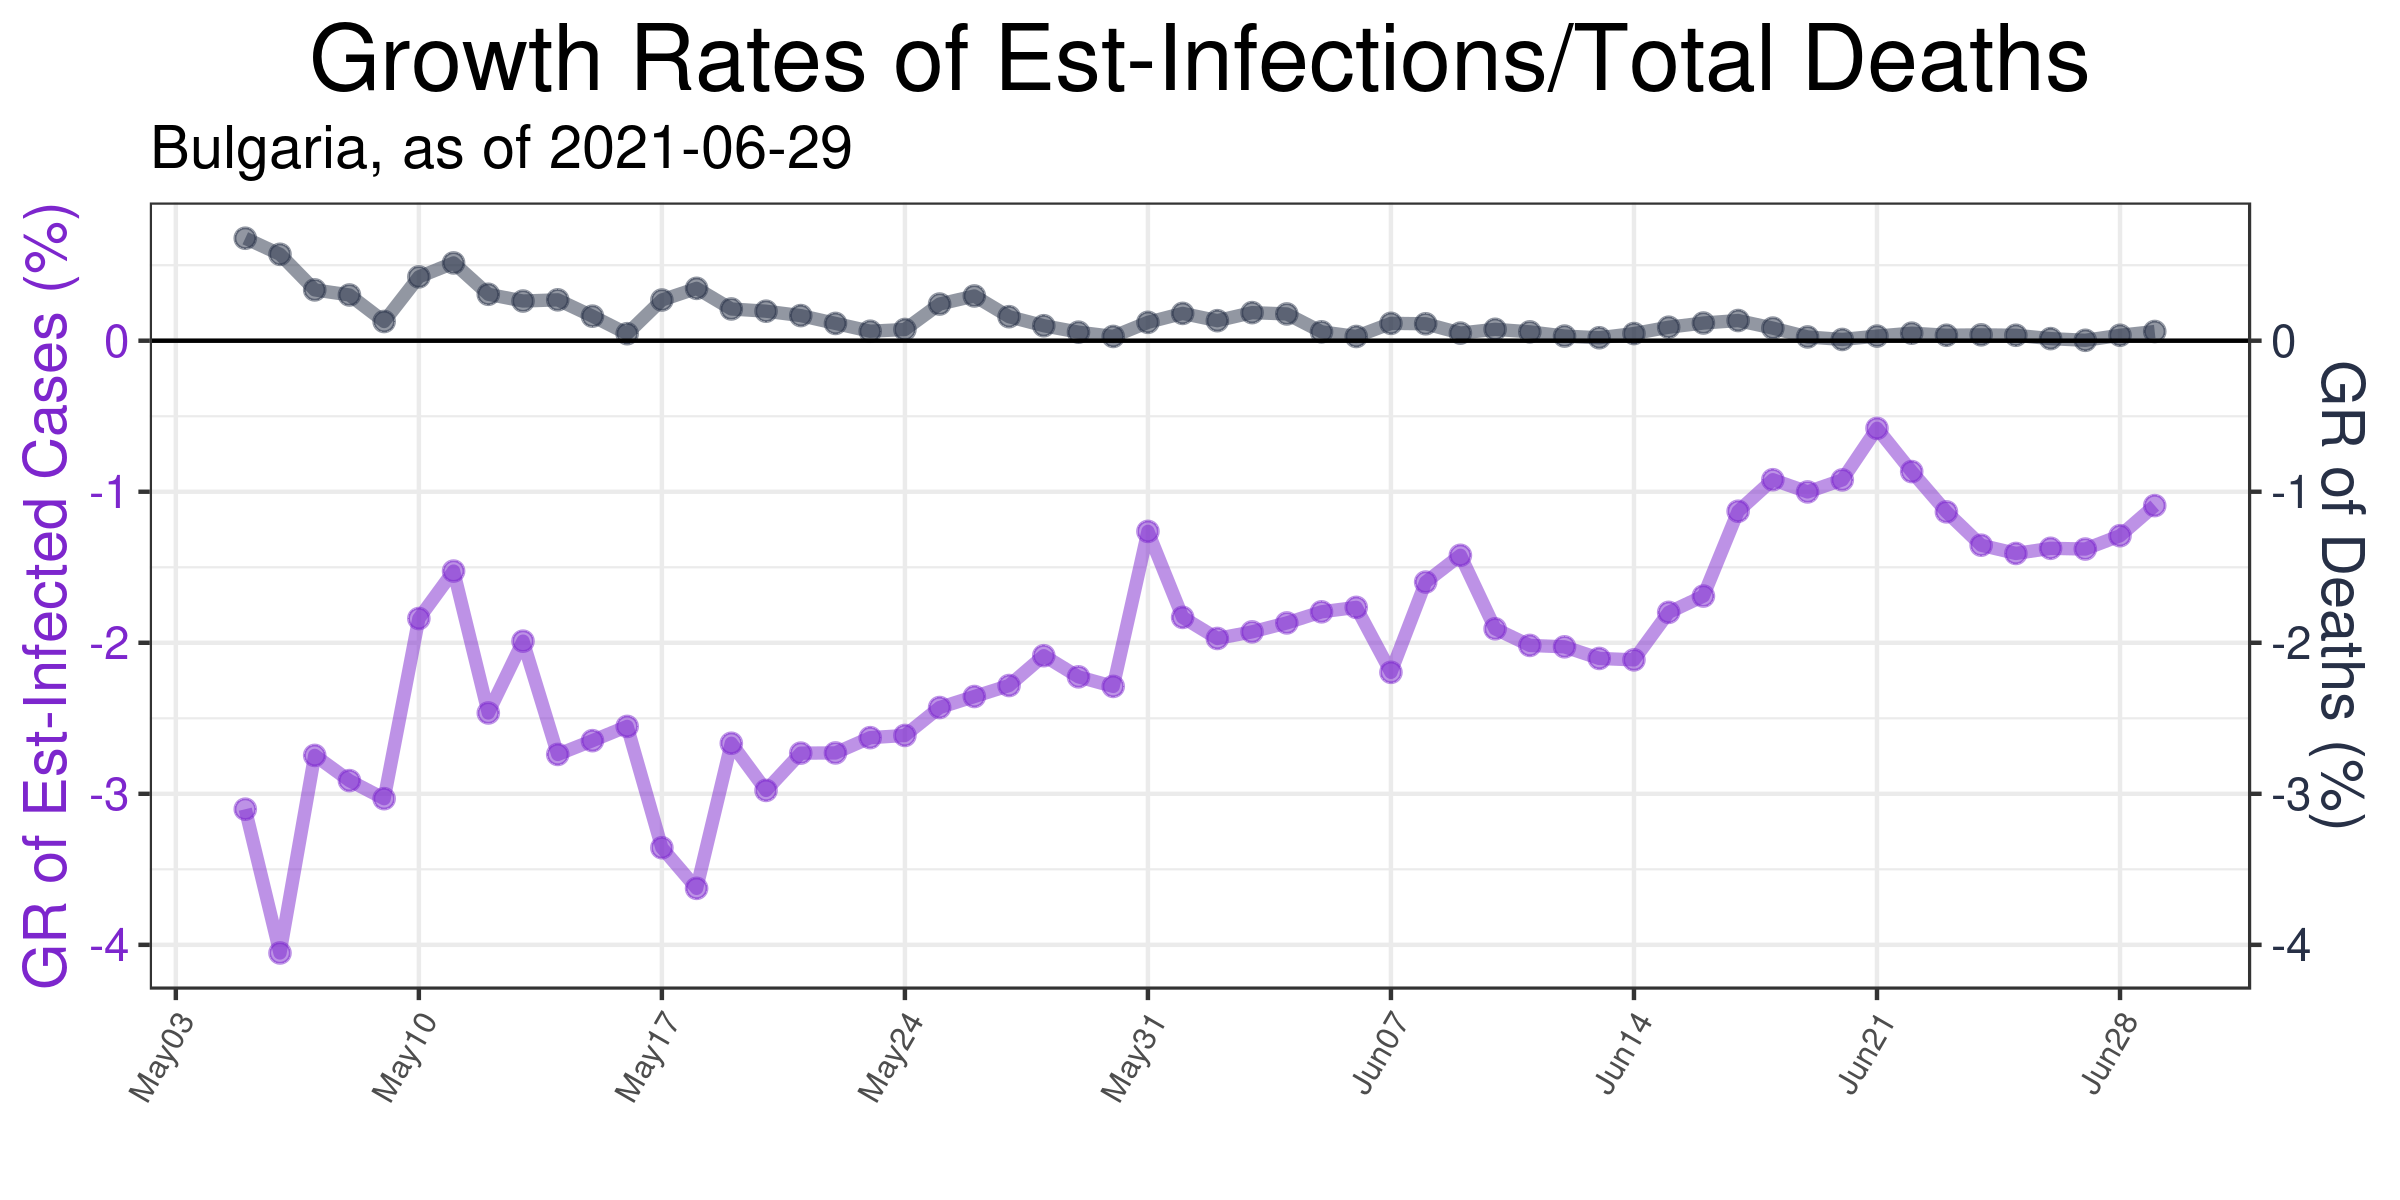 Growth Rates of Est-Infections/Total Deaths
Bulgaria, as of 2021-06-29
GR of Est-Infected Cases (%)
0
-1
-2
-3
-4
0
-1
-2
-3
-4
GR of Deaths (%)
May03
May10
May17
May24
May31
Jun07
Jun14
Jun21
Jun28